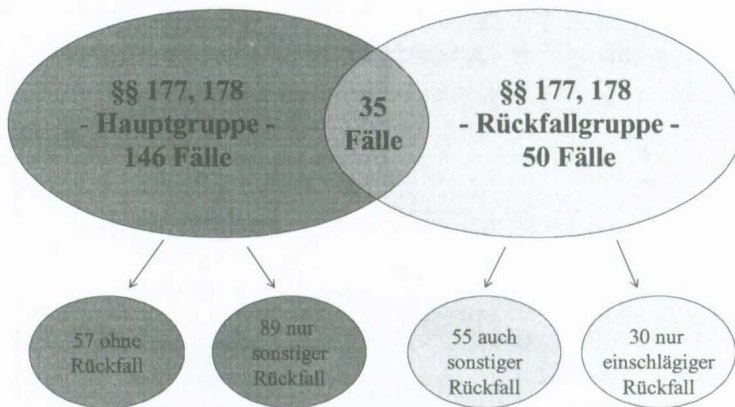 §§ 177, 178
- Hauptgruppe -
146 Fälle
35
Fälle
§§ 177, 178
- Rückfallgruppe -
50 Fälle
57 ohne
Rückfall
89 nur
sonstiger
Rückfall
55 auch
sonstiger
Rückfall
30 nur
einschlägiger
Rückfall